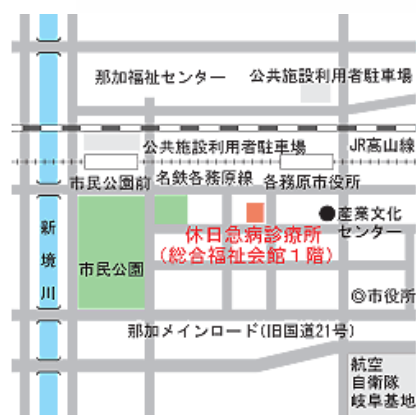 那加福祉センター
公共施設利用者駐車場
公共施設利用者駐車場
JR高山線
市民公園前
名鉄各務原線
各務原市役所
新境川
産業文化
センター
休日急病診療所
(総合福祉会館１階)
市民公園
◎市役所
那加メインロード(旧国道21号)
航空
自衛隊
岐阜基地